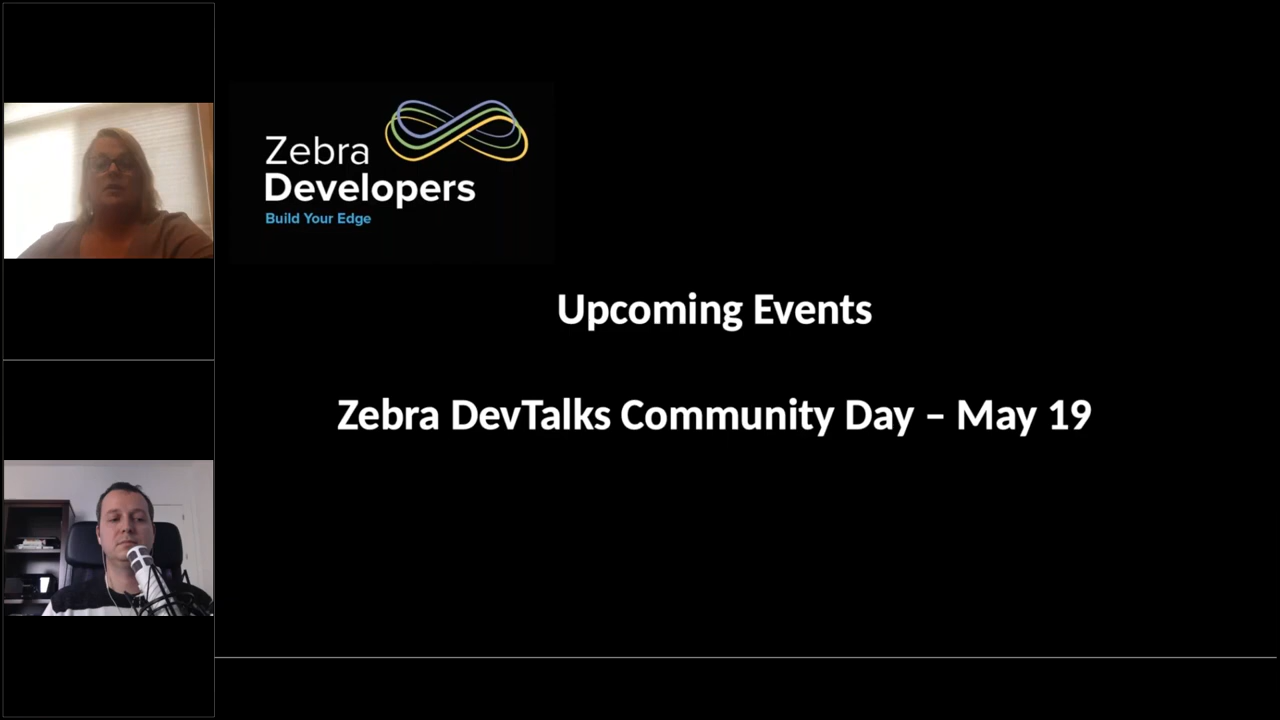 Zebra
Developers
Build Your Edge
Upcoming Events
Zebra DevTalks Community Day – May 19